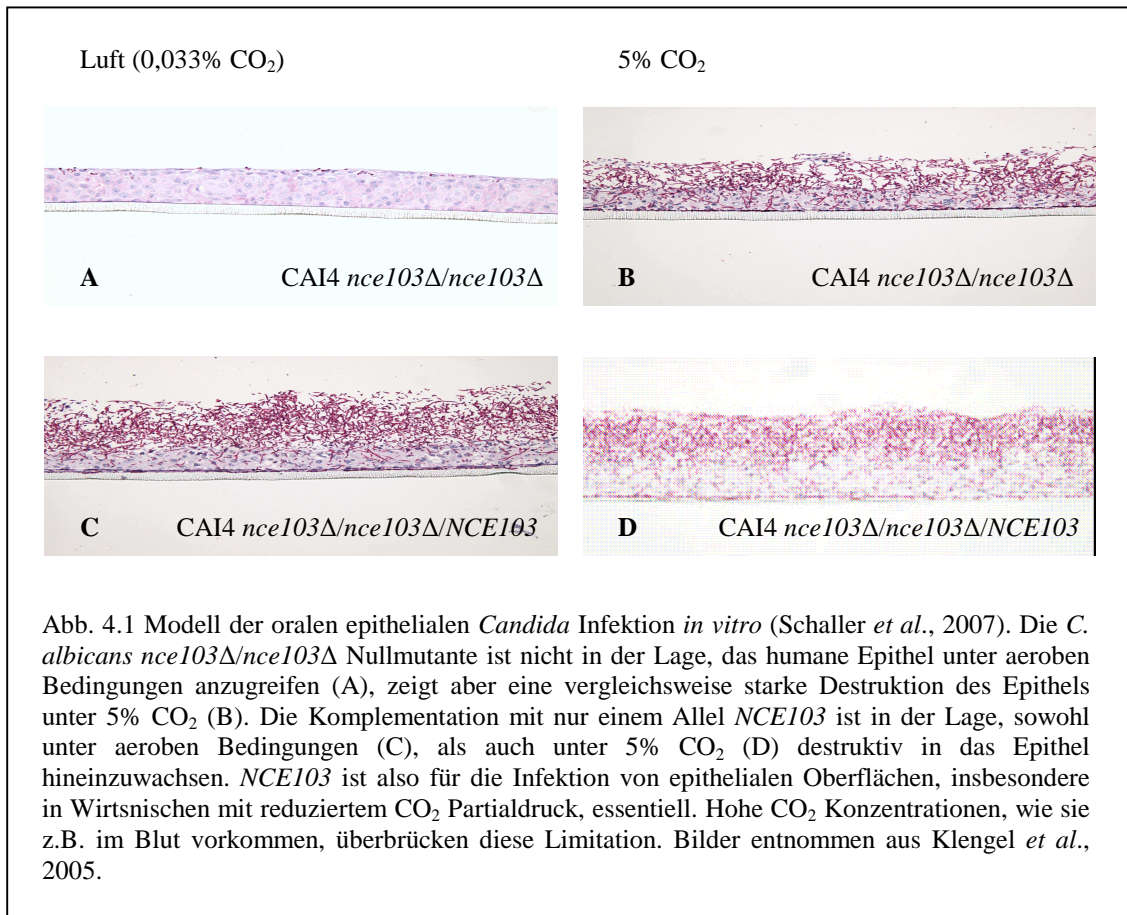 Luft (0,033% CO₂)
5% CO₂
A CAI4 nce103Δ/nce103Δ
B CAI4 nce103Δ/nce103Δ
C CAI4 nce103Δ/nce103Δ/NCE103
D CAI4 nce103Δ/nce103Δ/NCE103
Abb. 4.1 Modell der oralen epithelialen Candida Infektion in vitro (Schaller et al., 2007). Die C.
albicans nce103Δ/nce103Δ Nullmutante ist nicht in der Lage, das humane Epithel unter aeroben
Bedingungen anzugreifen (A), zeigt aber eine vergleichsweise starke Destruktion des Epithels
unter 5% CO₂ (B). Die Komplementation mit nur einem Allel NCE103 ist in der Lage, sowohl
unter aeroben Bedingungen (C), als auch unter 5% CO₂ (D) destruktiv in das Epithel
hineinzuwachsen. NCE103 ist also für die Infektion von epithelialen Oberflächen, insbesondere
in Wirtsnischen mit reduziertem CO₂ Partialdruck, essentiell. Hohe CO₂ Konzentrationen, wie sie
z.B. im Blut vorkommen, überbrücken diese Limitation. Bilder entnommen aus Klengel et al.,
2005.